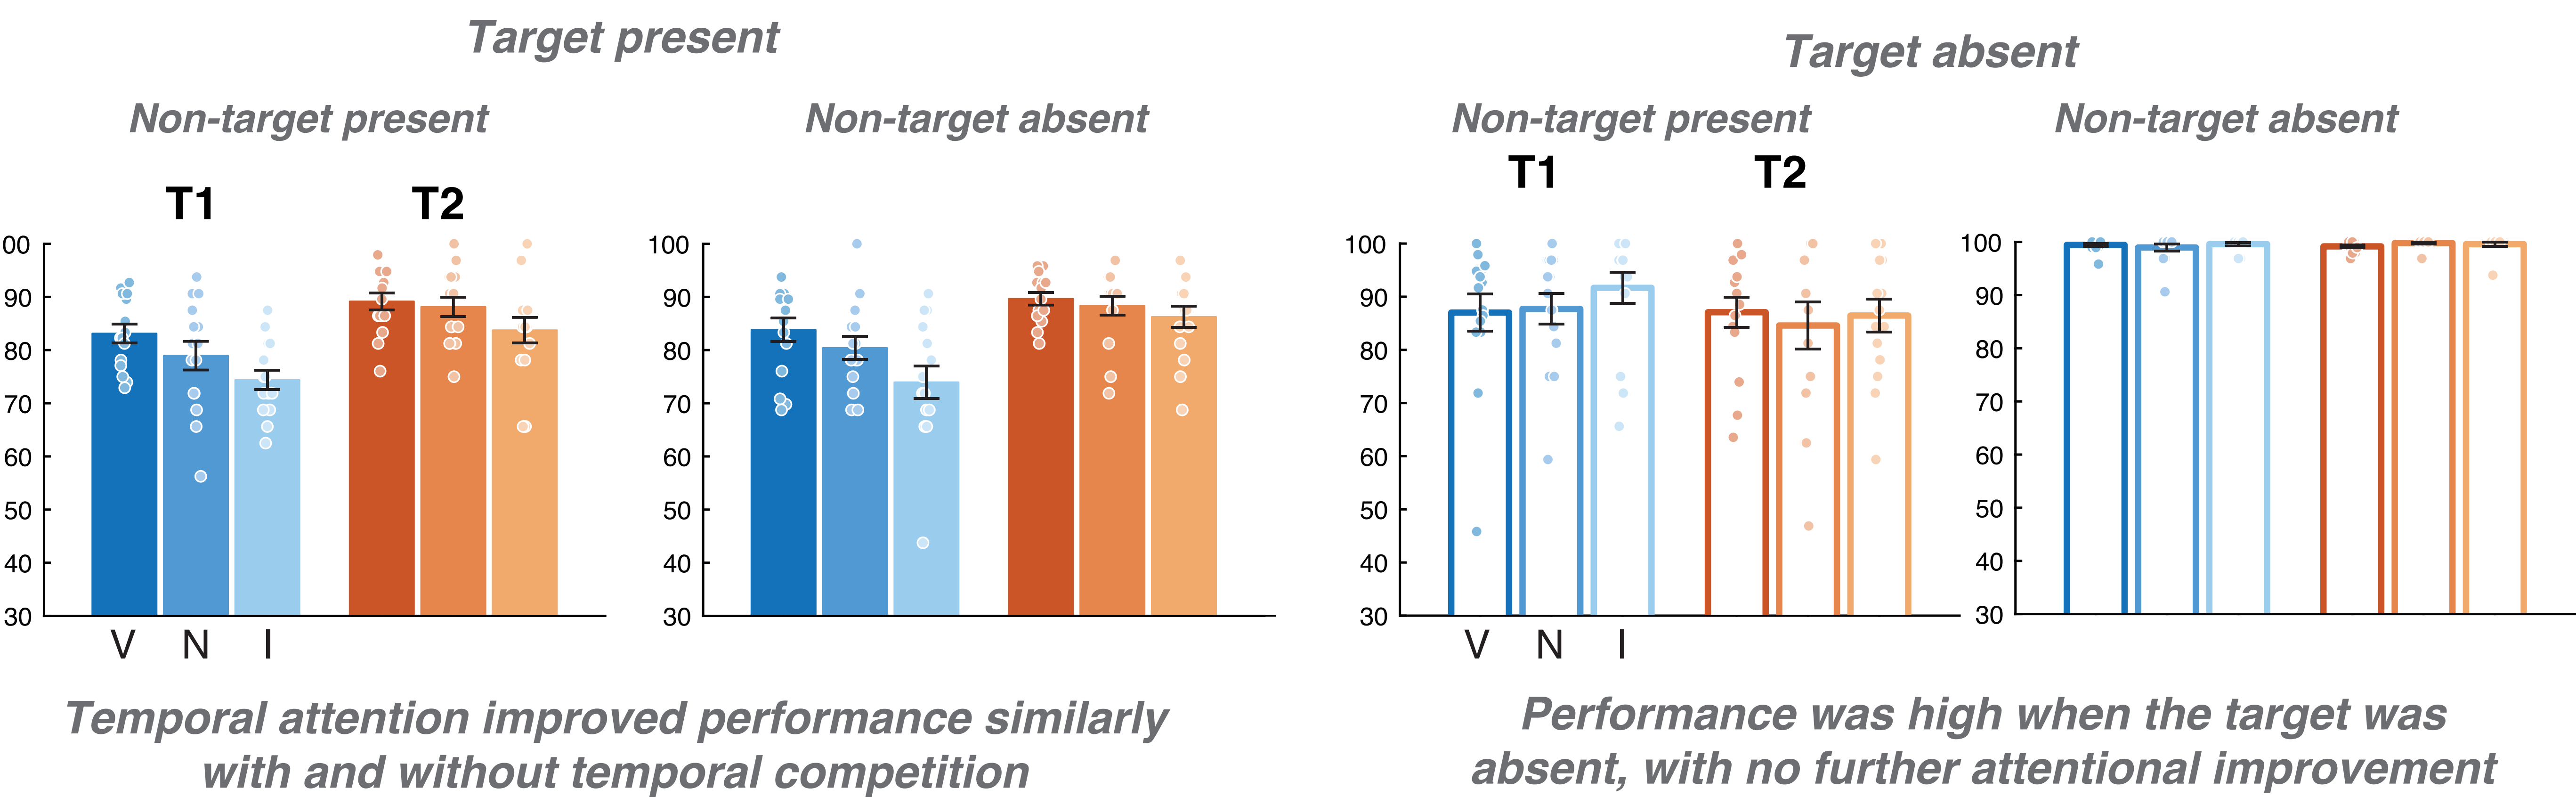 Target present
Target absent
Non-target present
Non-target absent
Non-target present
Non-target absent
T1
T2
T1
T2
00
90
80
70
60
50
40
30
100
90
80
70
60
50
40
30
100
90
80
70
60
50
40
30
100
90
80
70
60
50
40
30
V N I
V N I
Temporal attention improved performance similarly
with and without temporal competition
Performance was high when the target was
absent, with no further attentional improvement